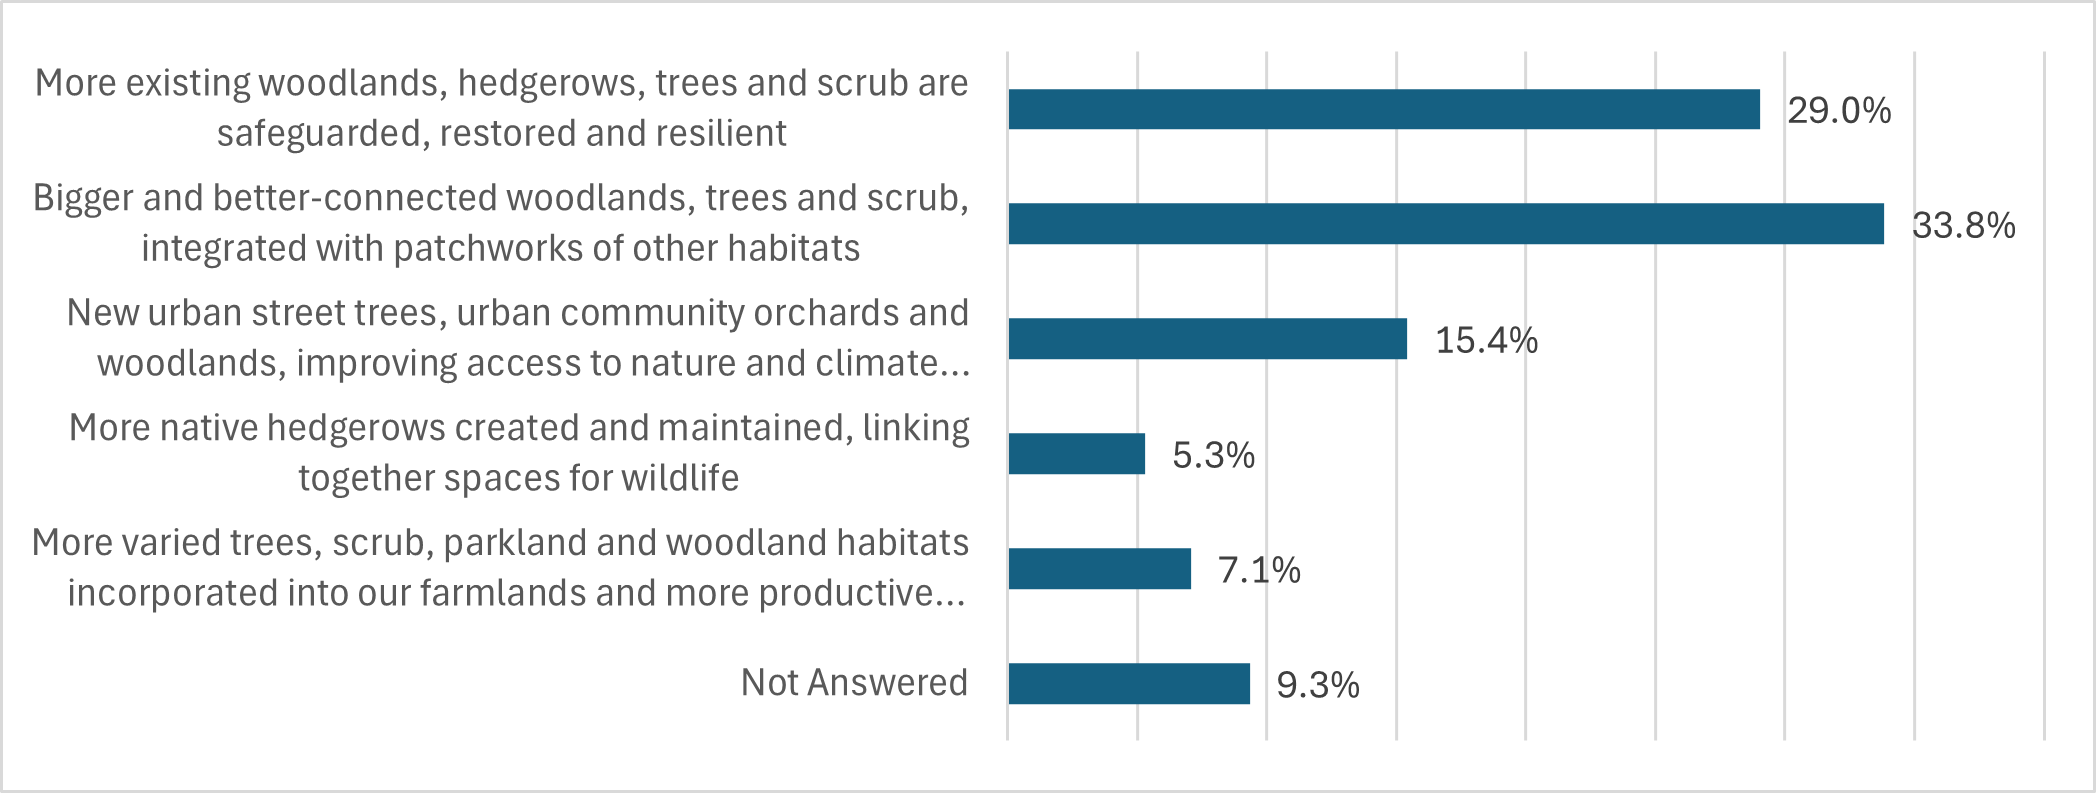 More existing woodlands, hedgerows, trees and scrub are
safeguarded, restored and resilient
29.0%
Bigger and better-connected woodlands, trees and scrub,
integrated with patchworks of other habitats
33.8%
New urban street trees, urban community orchards and
woodlands, improving access to nature and climate...
15.4%
More native hedgerows created and maintained, linking
together spaces for wildlife
5.3%
More varied trees, scrub, parkland and woodland habitats
incorporated into our farmlands and more productive...
7.1%
Not Answered
9.3%